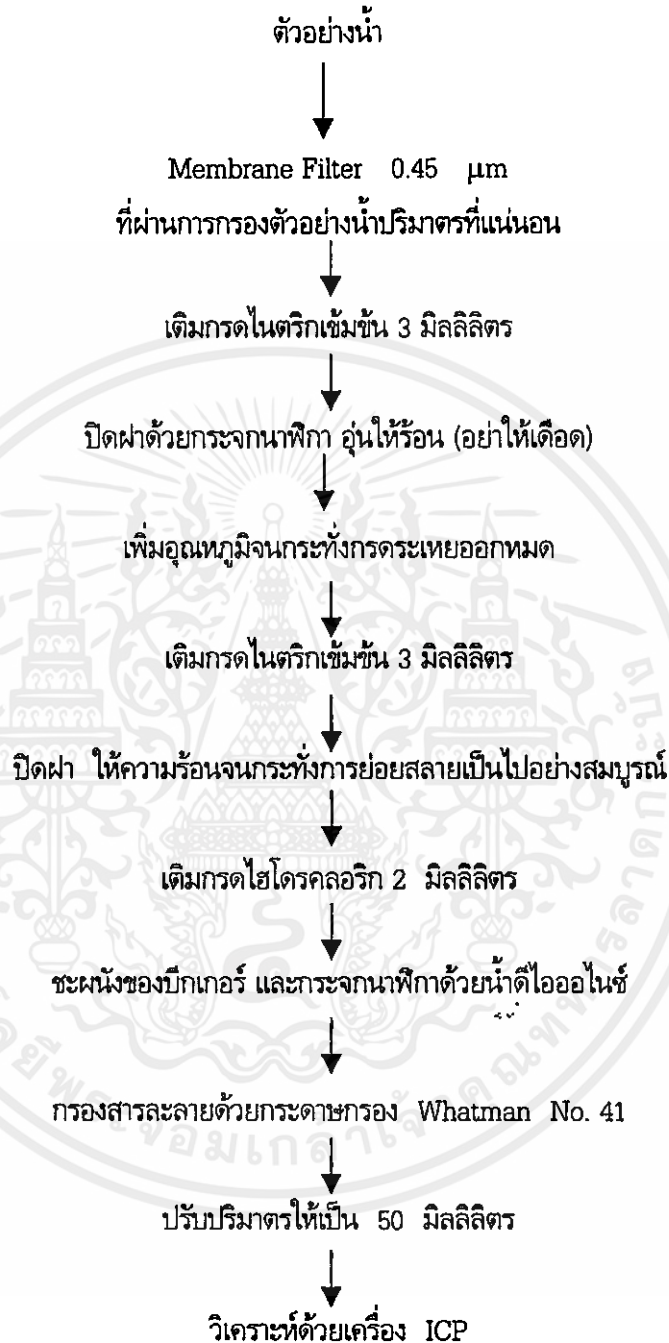 ตัวอย่างน้ำ
Membrane Filter 0.45 µm
ที่ผ่านการกรองตัวอย่างน้ำปริมาตรที่แน่นอน
เติมกรดไนตริกเข้มข้น 3 มิลลิลิตร
ปิดฝาด้วยกระจกนาฬิกา อุ่นให้ร้อน (อย่าให้เดือด)
เพิ่มอุณหภูมิจนกระทั่งกรดระเหยออกหมด
เติมกรดไนตริกเข้มข้น 3 มิลลิลิตร
ปิดฝา ให้ความร้อนจนกระทั่งการย่อยสลายเป็นไปอย่างสมบูรณ์
เติมกรดไฮโดรคลอริก 2 มิลลิลิตร
ชะผนังของบีกเกอร์ และกระจกนาฬิกาด้วยน้ำดีไอออไนซ์
กรองสารละลายด้วยกระดาษกรอง Whatman No. 41
ปรับปริมาตรให้เป็น 50 มิลลิลิตร
วิเคราะห์ด้วยเครื่อง ICP